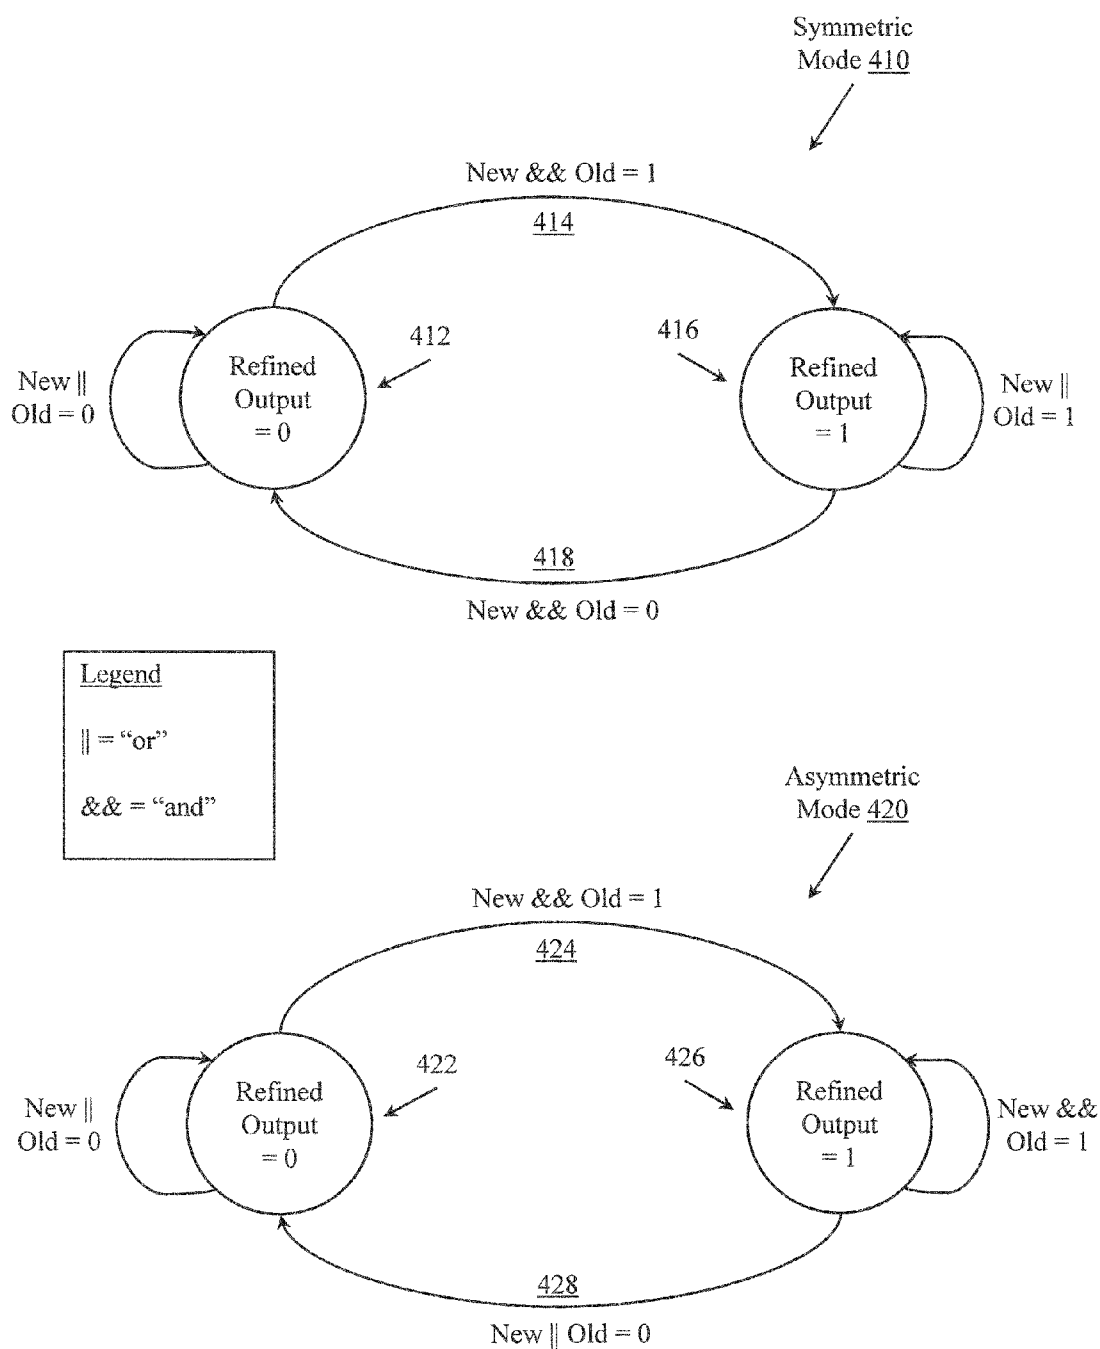 Symmetric
Mode 410
New && Old = 1
414
412
416
New ||
Old = 0
Refined
Output
= 0
Refined
Output
= 1
New ||
Old = 1
418
New && Old = 0
Legend
|| = “or”
&& = “and”
Asymmetric
Mode 420
New && Old = 1
424
422
426
New ||
Old = 0
Refined
Output
= 0
Refined
Output
= 1
New &&
Old = 1
428
New || Old = 0